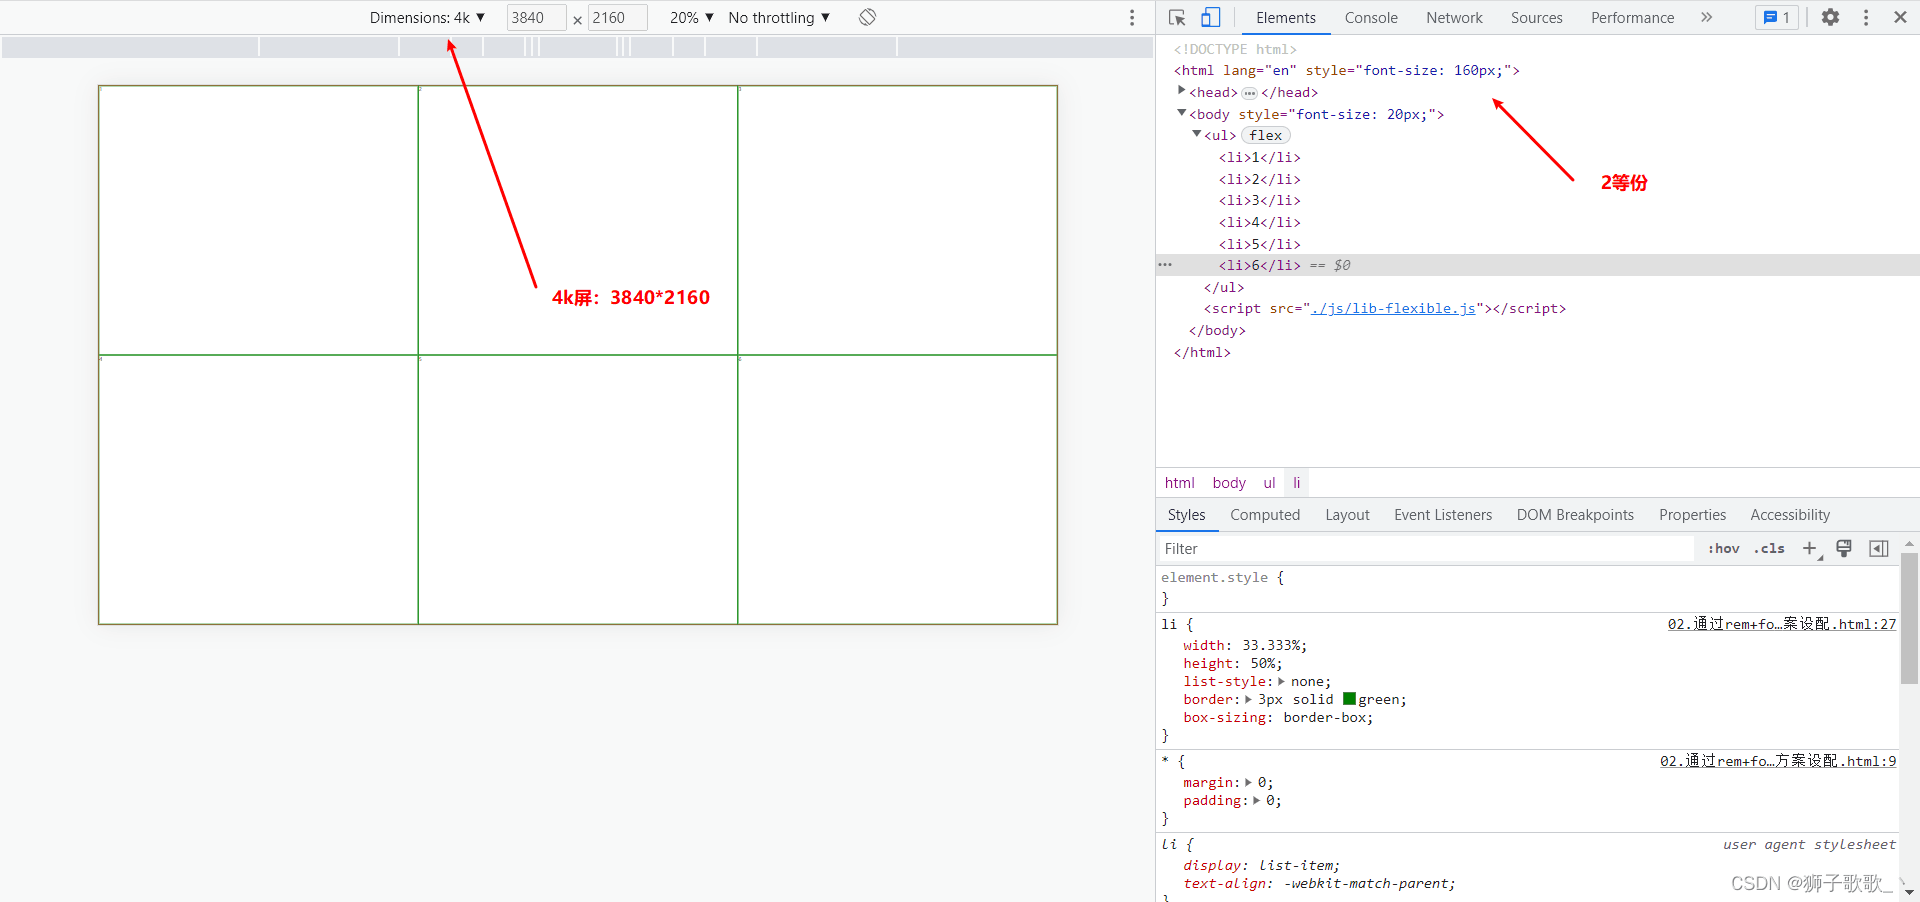 Dimensions: 4k ▼ 3840 × 2160 20% ▼ No throttling ▼
4k屏：3840*2160
1
2
3
4
5
6
Elements Console Network Sources Performance » 1
<!DOCTYPE html>
<html lang="en" style="font-size: 160px;">
<head> ••• </head>
<body style="font-size: 20px;">
<ul> flex
<li>1</li>
<li>2</li>
<li>3</li>
<li>4</li>
<li>5</li>
<li>6</li> == $0
</ul>
<script src="./js/lib-flexible.js"></script>
</body>
</html>
2等份
html body ul li
Styles Computed Layout Event Listeners DOM Breakpoints Properties Accessibility
Filter :hov .cls +
element.style {
}
li { 02.通过rem+fo…案设配.html:27
width: 33.333%;
height: 50%;
list-style: none;
border: 3px solid green;
box-sizing: border-box;
}
* { 02.通过rem+fo…方案设配.html:9
margin: 0;
padding: 0;
}
li { user agent stylesheet
display: list-item;
text-align: -webkit-match-parent;
}
CSDN @狮子歌歌_